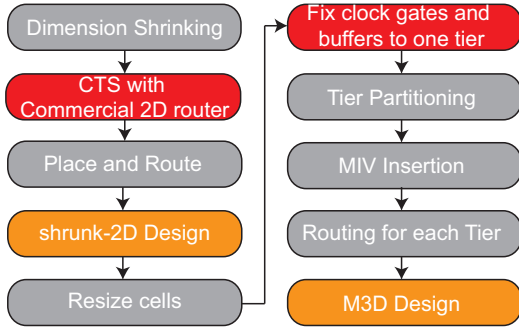 Dimension Shrinking
CTS with
Commercial 2D router
Place and Route
shrunk-2D Design
Resize cells
Fix clock gates and
buffers to one tier
Tier Partitioning
MIV Insertion
Routing for each Tier
M3D Design